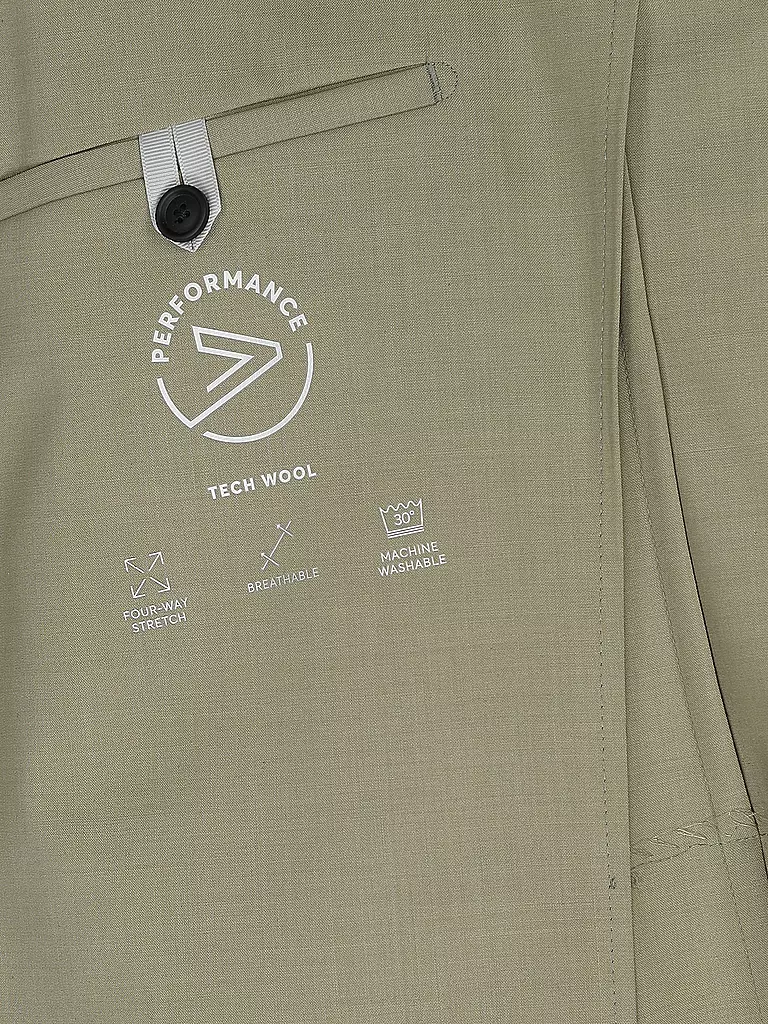 PERFORMANCE
TECH WOOL
30°
MACHINE
WASHABLE
BREATHABLE
FOUR-WAY
STRETCH